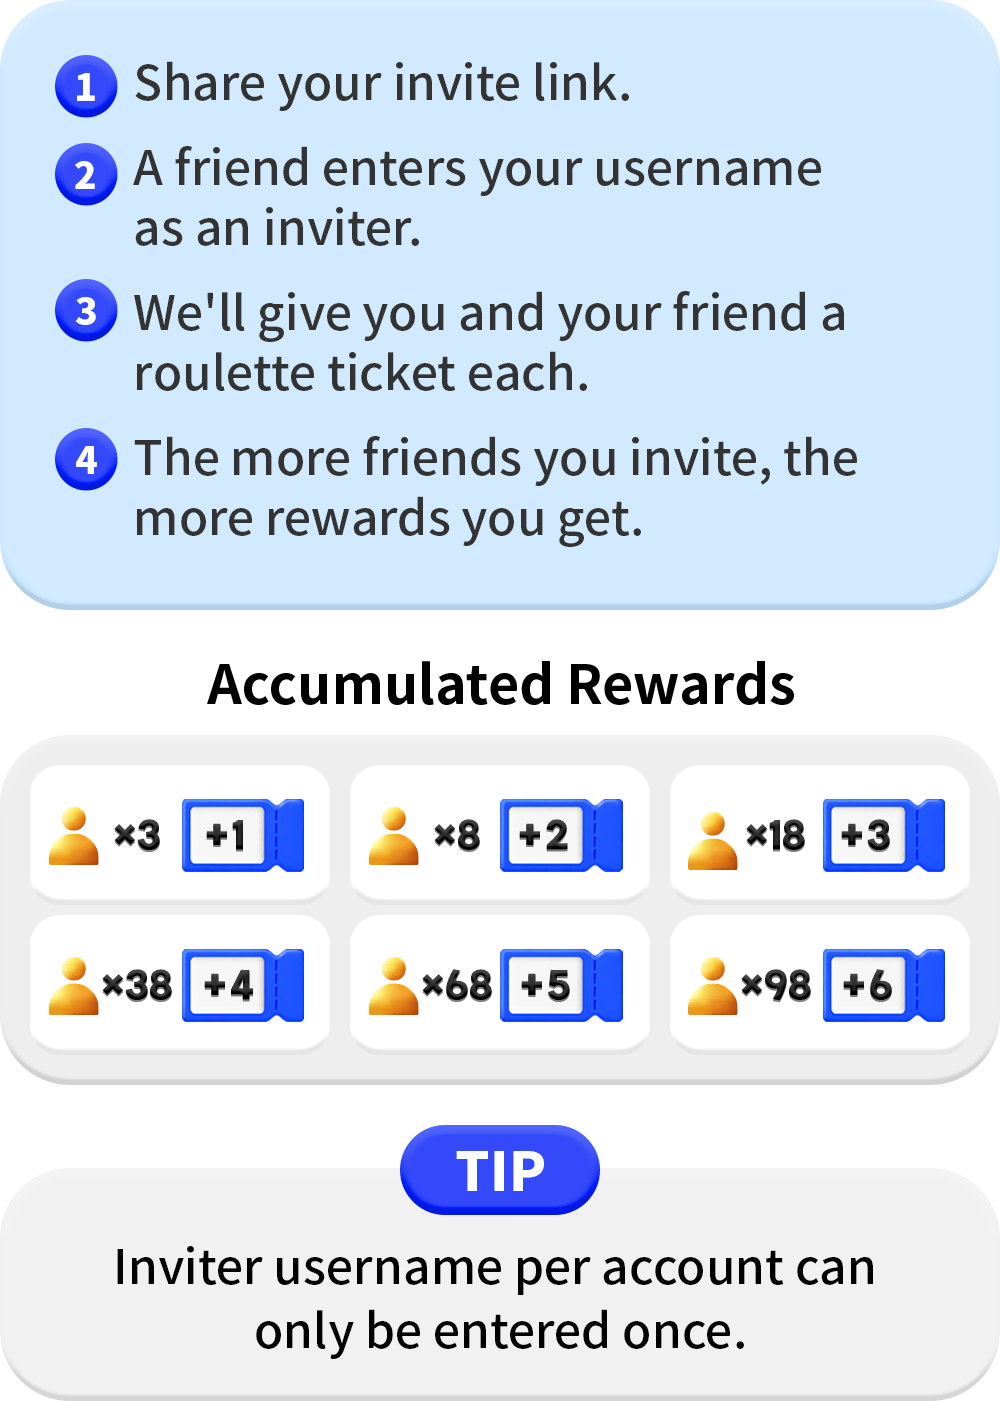 1 Share your invite link.
2 A friend enters your username
as an inviter.
3 We'll give you and your friend a
roulette ticket each.
4 The more friends you invite, the
more rewards you get.
Accumulated Rewards
×3 +1 ×8 +2 ×18 +3
×38 +4 ×68 +5 ×98 +6
TIP
Inviter username per account can
only be entered once.